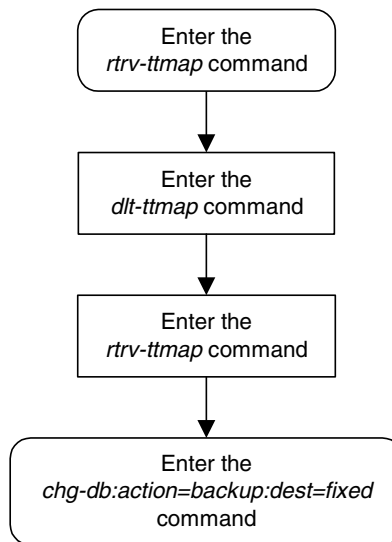 Enter the
rtrv-ttmap command
Enter the
dlt-ttmap command
Enter the
rtrv-ttmap command
Enter the
chg-db:action=backup:dest=fixed
command